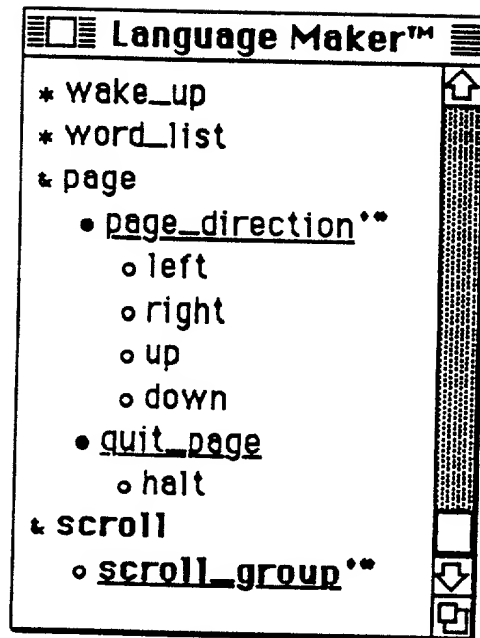 Language Maker™
* wake_up
* word_list
& page
• page_direction'"
o left
o right
o up
o down
• quit_page
o halt
& scroll
o scroll_group'"